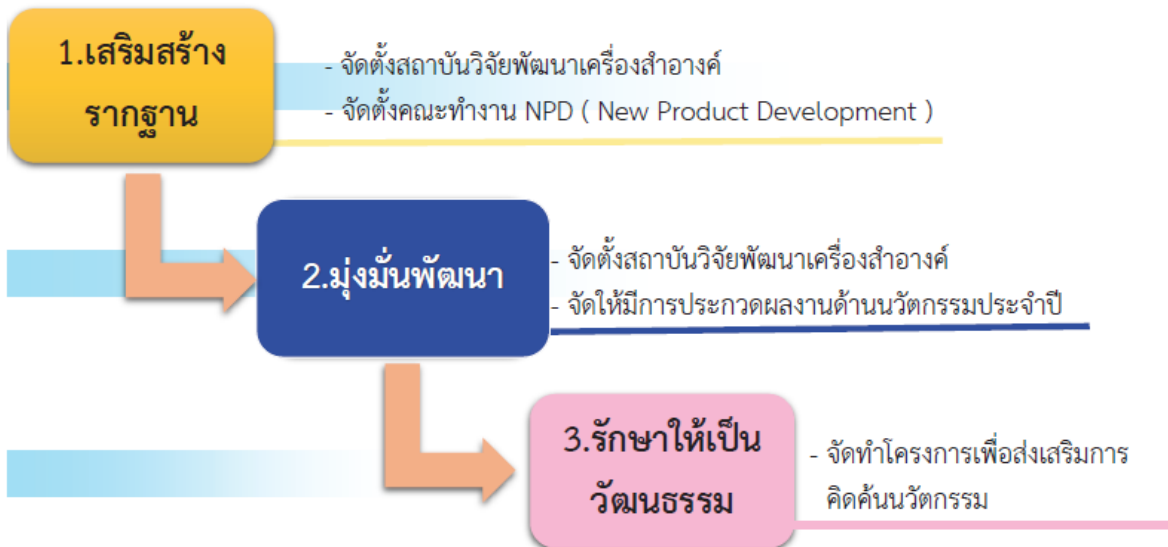 1.เสริมสร้าง
รากฐาน
- จัดตั้งสถาบันวิจัยพัฒนาเครื่องสำอางค์
- จัดตั้งคณะทำงาน NPD ( New Product Development )
2.มุ่งมั่นพัฒนา
- จัดตั้งสถาบันวิจัยพัฒนาเครื่องสำอางค์
- จัดให้มีการประกวดผลงานด้านนวัตกรรมประจำปี
3.รักษาให้เป็น
วัฒนธรรม
- จัดทำโครงการเพื่อส่งเสริมการ
คิดค้นนวัตกรรม